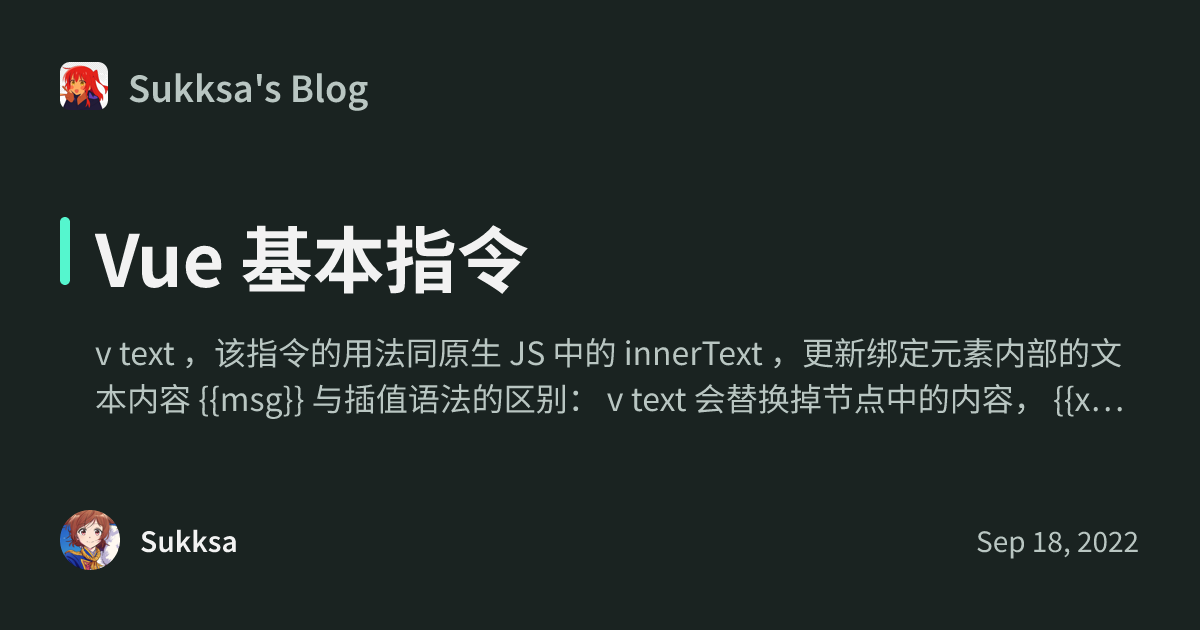 Sukksa's Blog
Vue 基本指令
v text ，该指令的用法同原生 JS 中的 innerText ，更新绑定元素内部的文
本内容 {{msg}} 与插值语法的区别： v text 会替换掉节点中的内容， {{x…
Sukksa
Sep 18, 2022